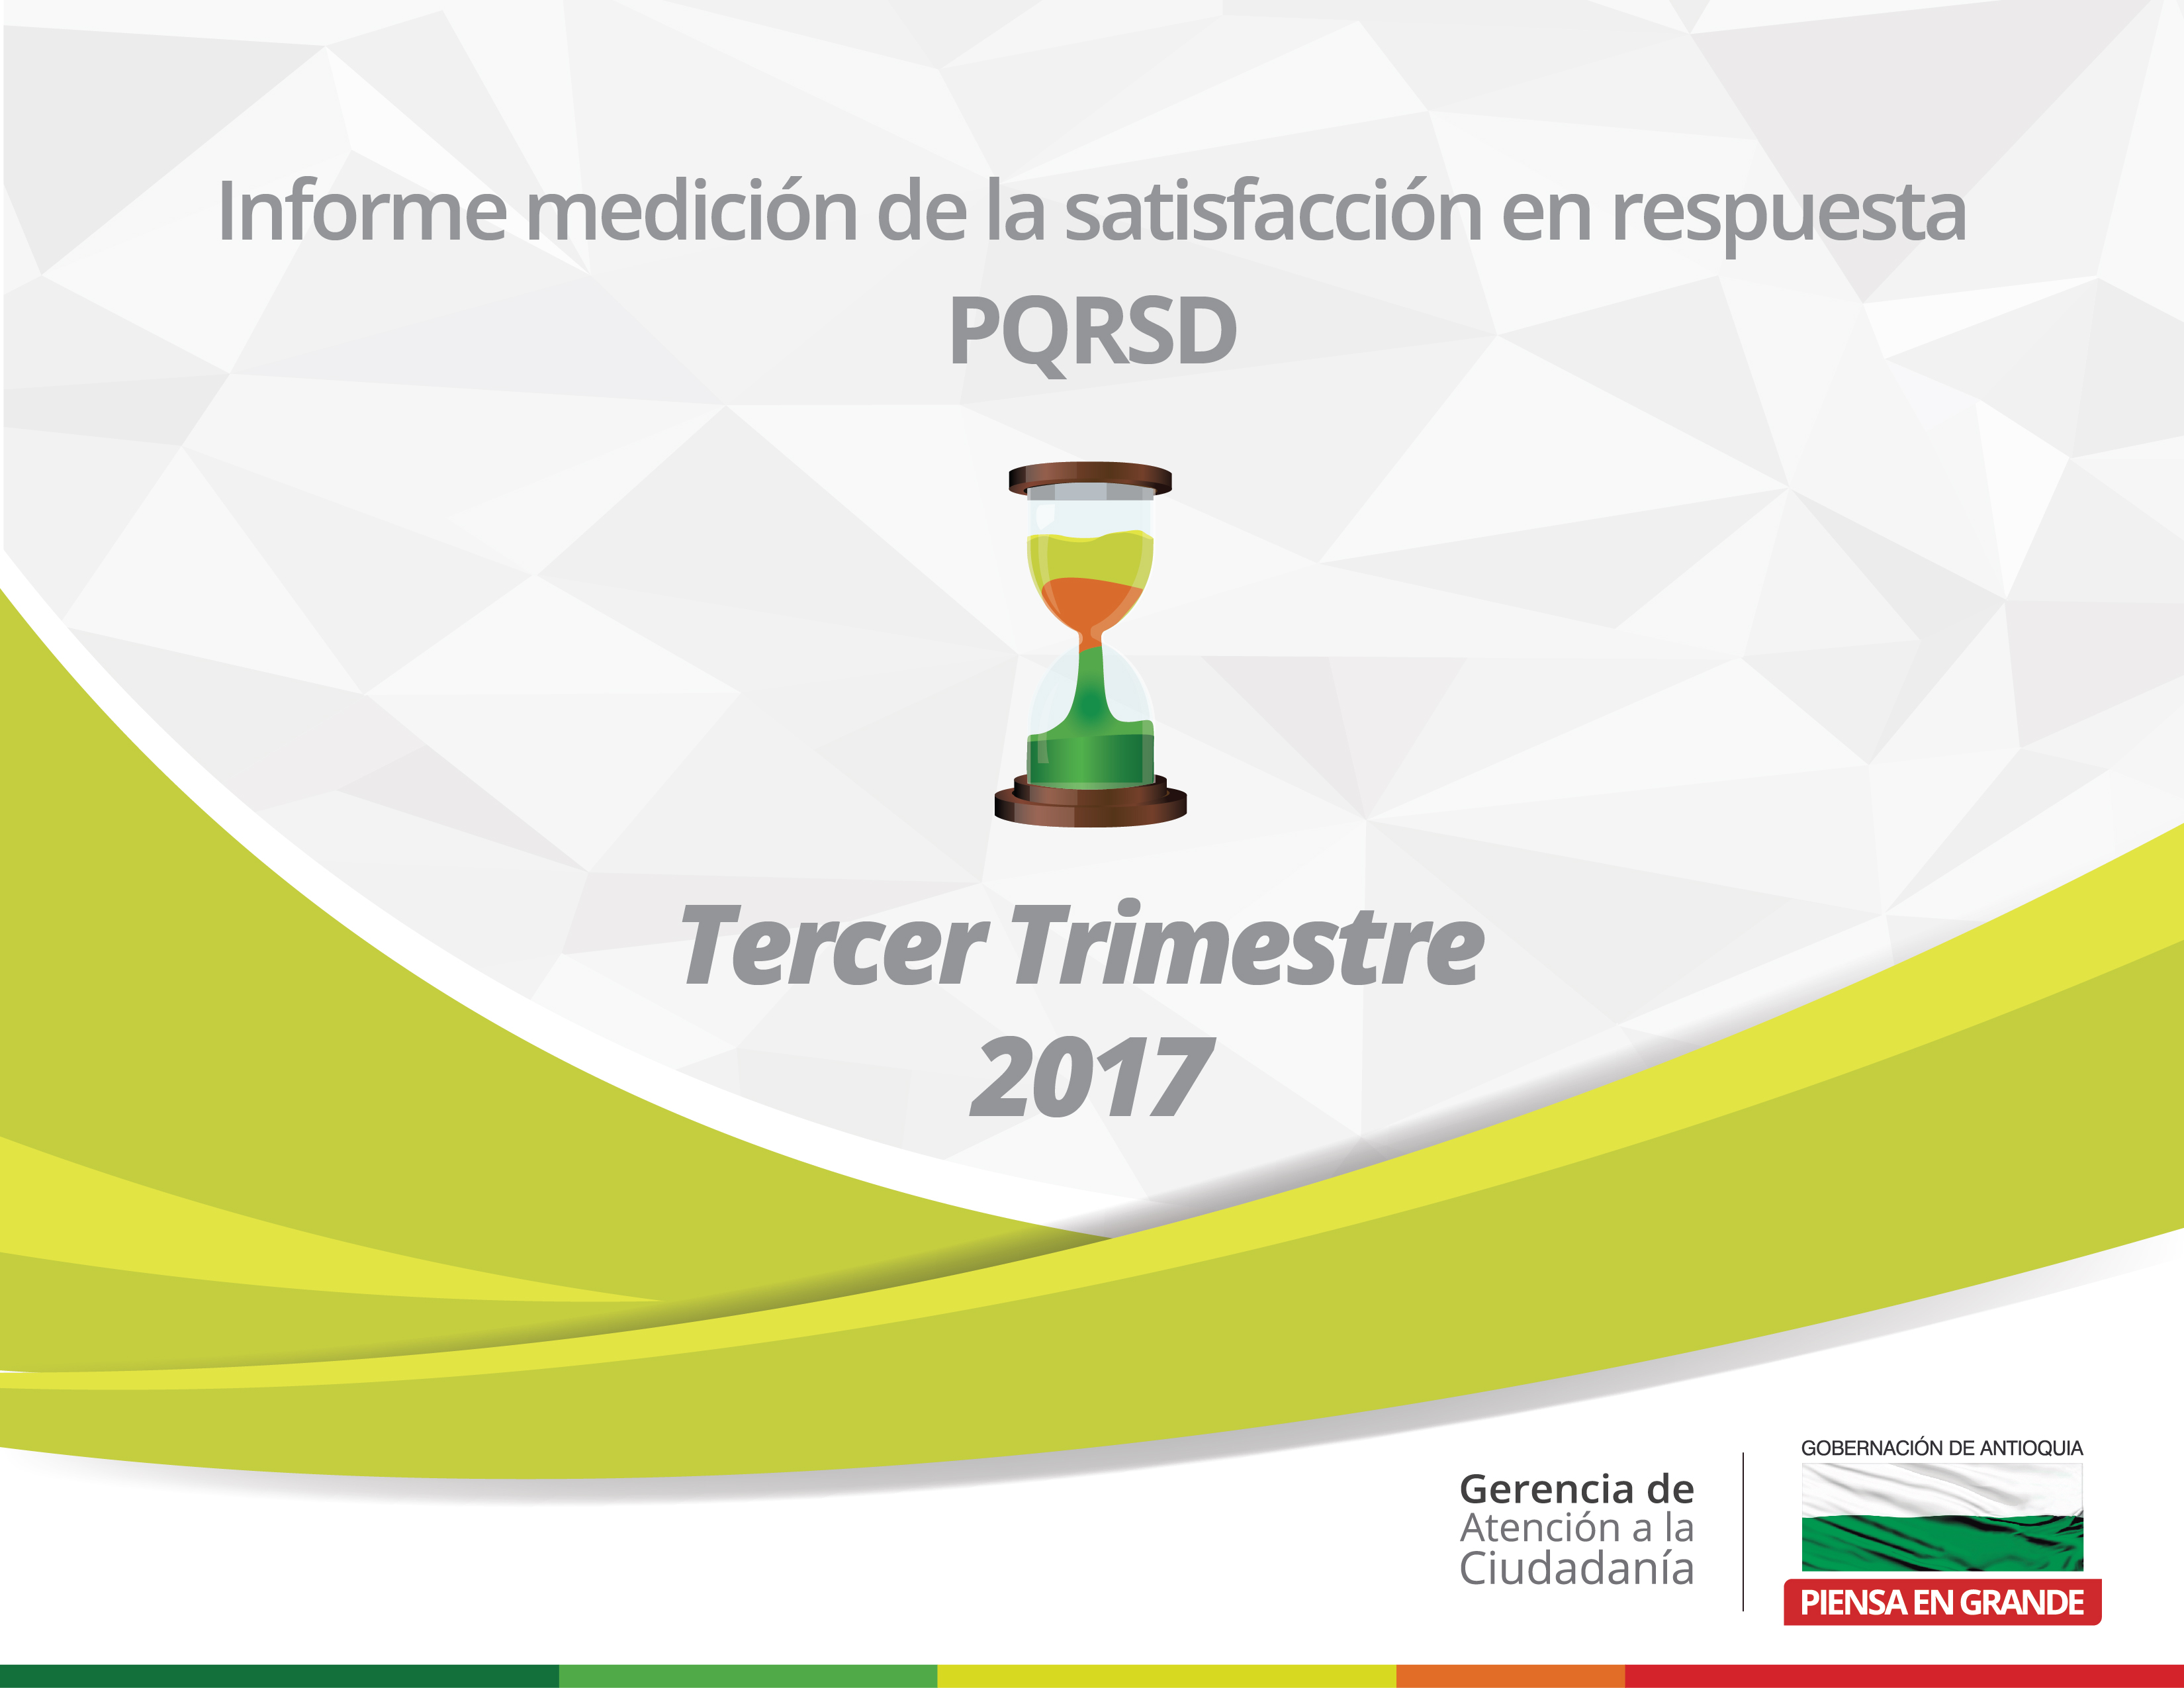 Informe medición de la satisfacción en respuesta
PQRSD
Tercer Trimestre
2017
Gerencia de
Atención a la
Ciudadanía
GOBERNACIÓN DE ANTIOQUIA
PIENSA EN GRANDE